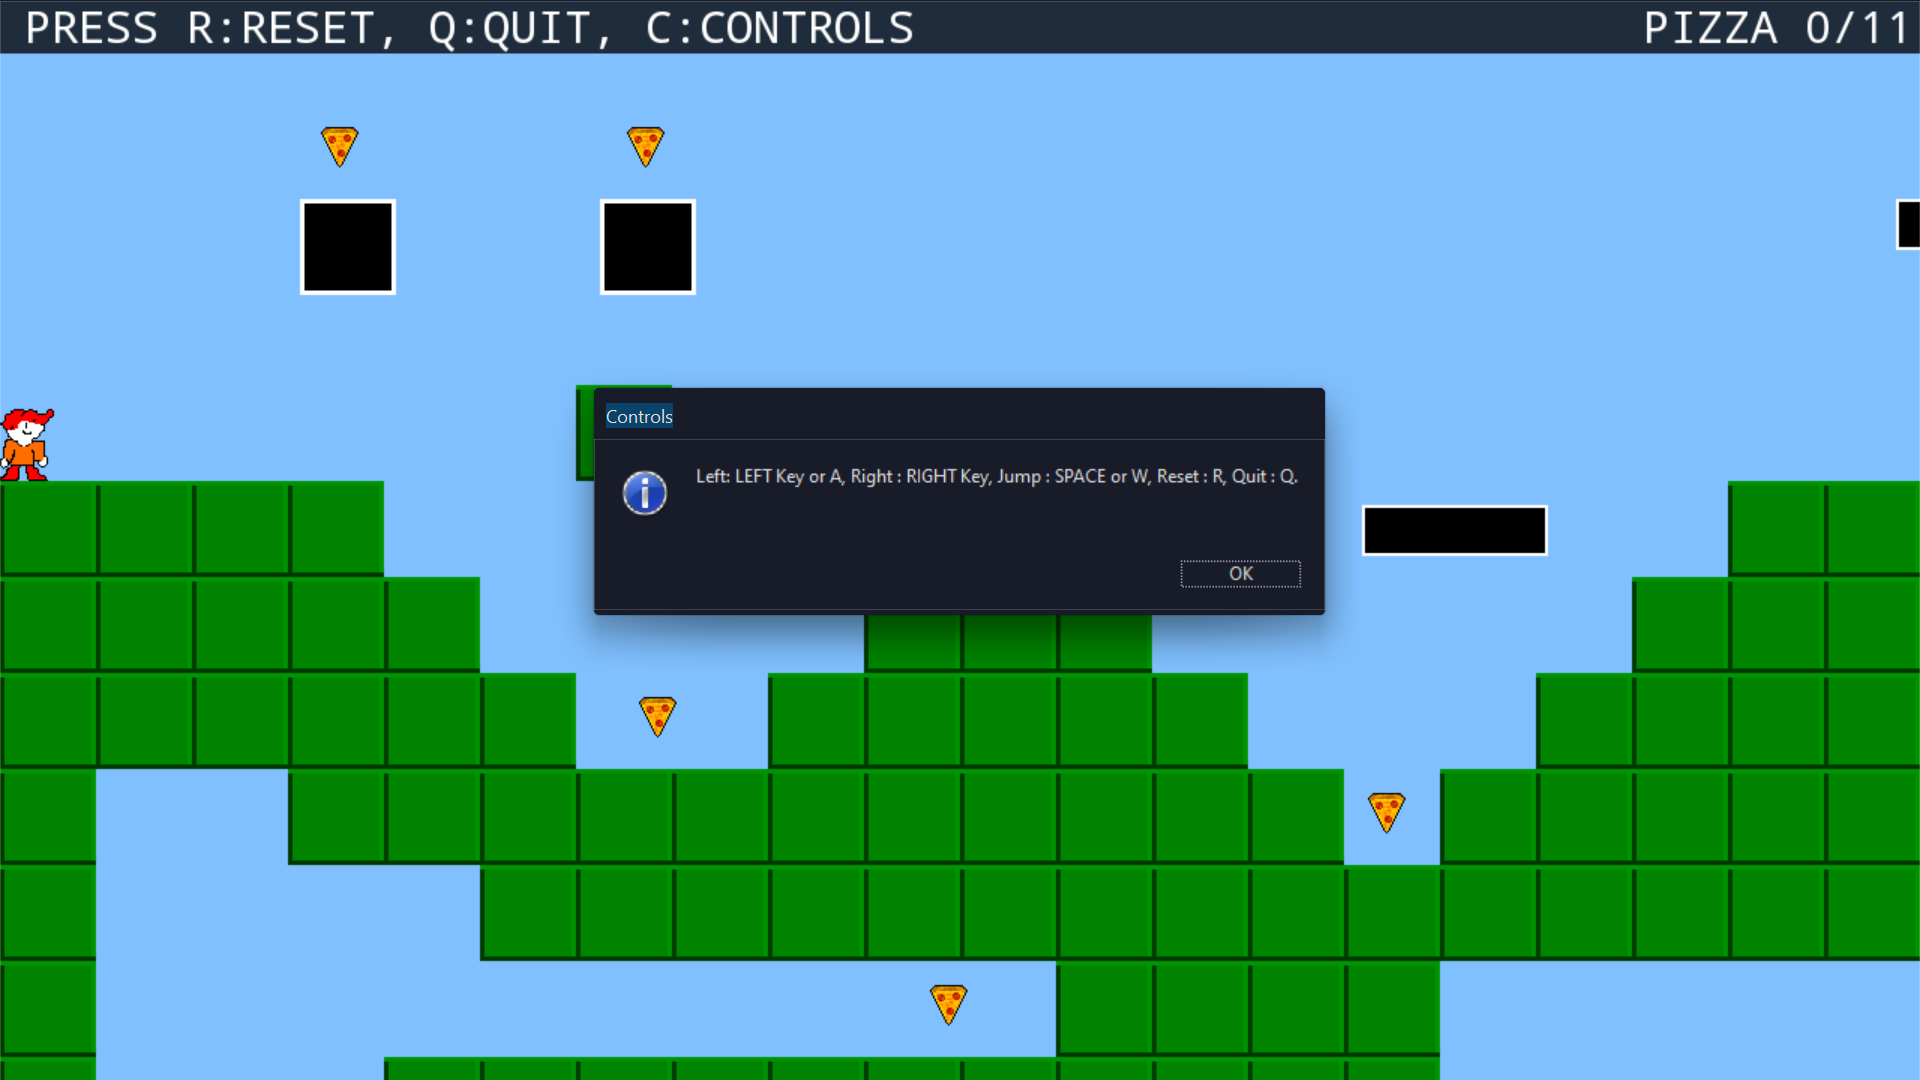 PRESS R:RESET, Q:QUIT, C:CONTROLS
PIZZA 0/11
Controls
Left: LEFT Key or A, Right : RIGHT Key, Jump : SPACE or W, Reset : R, Quit : Q.
OK